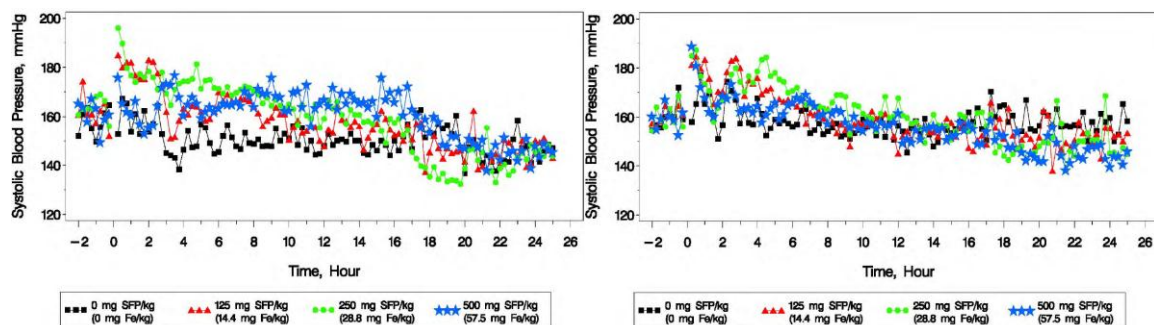 Systolic Blood Pressure, mmHg
200
180
160
140
120
−2 0 2 4 6 8 10 12 14 16 18 20 22 24 26
Time, Hour
0 mg SFP/kg 125 mg SFP/kg 250 mg SFP/kg 500 mg SFP/kg
(0 mg Fe/kg) (14.4 mg Fe/kg) (28.8 mg Fe/kg) (57.5 mg Fe/kg)
Systolic Blood Pressure, mmHg
200
180
160
140
120
−2 0 2 4 6 8 10 12 14 16 18 20 22 24 26
Time, Hour
0 mg SFP/kg 125 mg SFP/kg 250 mg SFP/kg 500 mg SFP/kg
(0 mg Fe/kg) (14.4 mg Fe/kg) (28.8 mg Fe/kg) (57.5 mg Fe/kg)